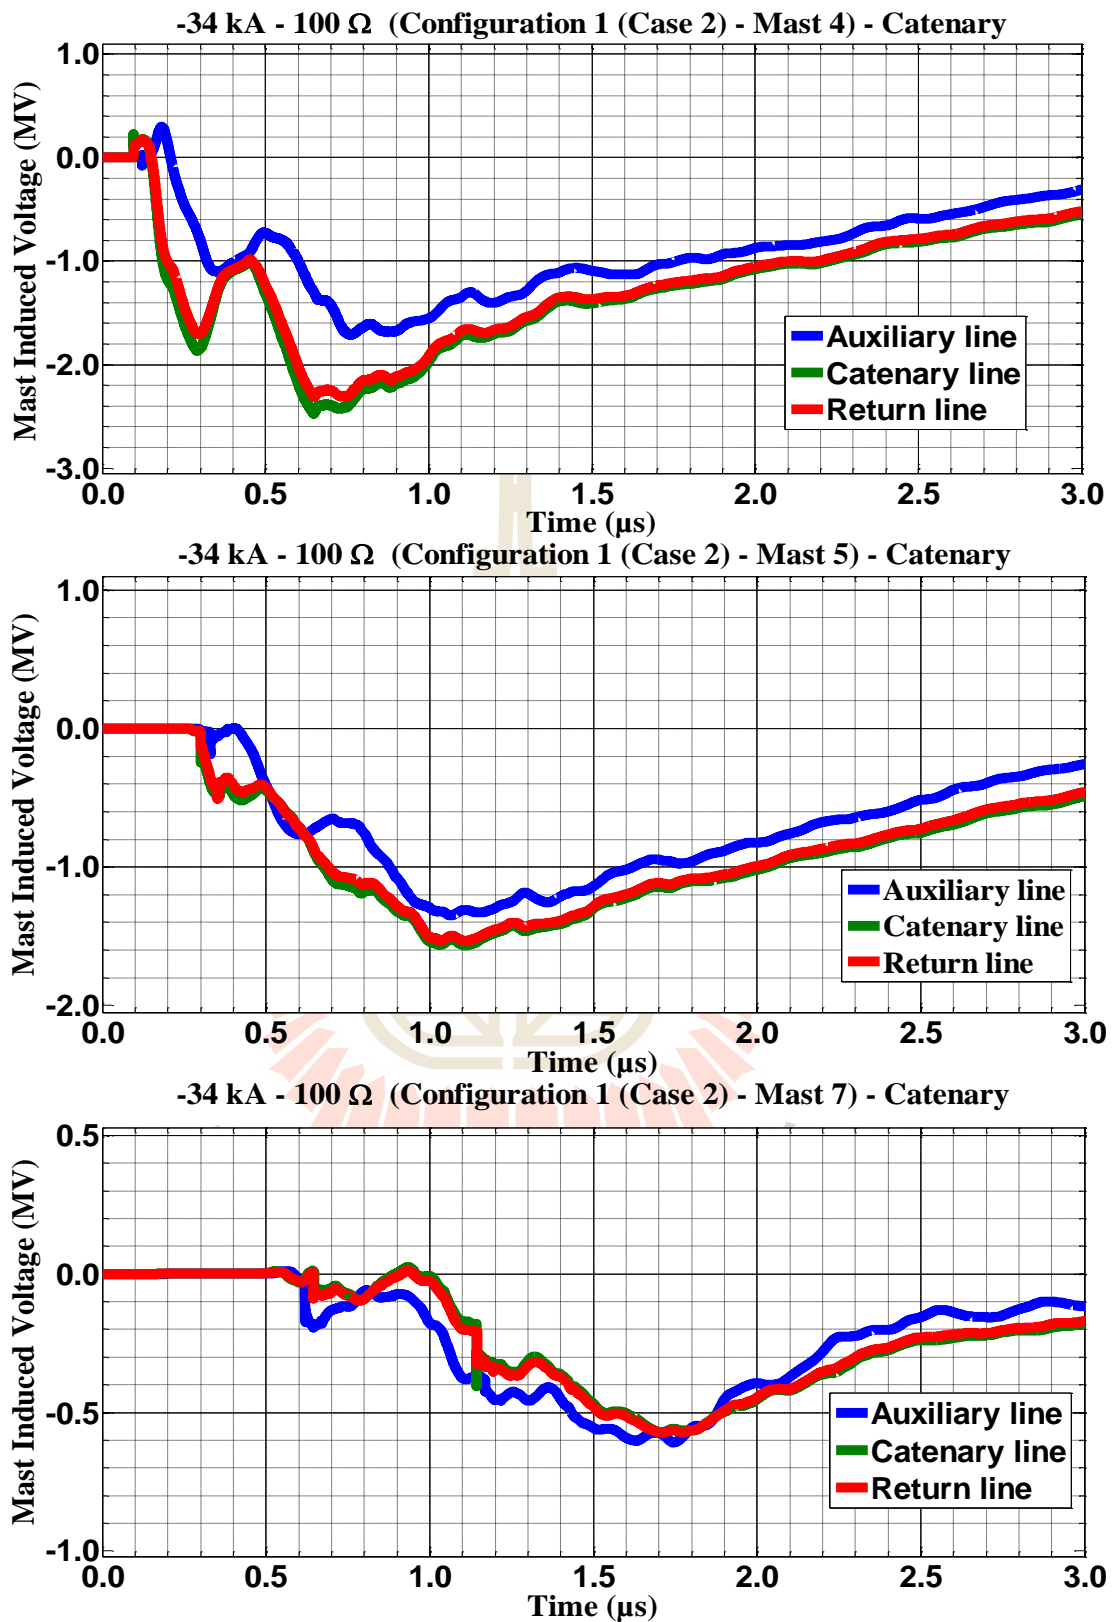 -34 kA - 100 Ω (Configuration 1 (Case 2) - Mast 4) - Catenary
Mast Induced Voltage (MV)
1.0
0.0
-1.0
-2.0
-3.0
Auxiliary line
Catenary line
Return line
0.0 0.5 1.0 1.5 2.0 2.5 3.0
Time (µs)
-34 kA - 100 Ω (Configuration 1 (Case 2) - Mast 5) - Catenary
Mast Induced Voltage (MV)
1.0
0.0
-1.0
-2.0
Auxiliary line
Catenary line
Return line
0.0 0.5 1.0 1.5 2.0 2.5 3.0
Time (µs)
-34 kA - 100 Ω (Configuration 1 (Case 2) - Mast 7) - Catenary
Mast Induced Voltage (MV)
0.5
0.0
-0.5
-1.0
Auxiliary line
Catenary line
Return line
0.0 0.5 1.0 1.5 2.0 2.5 3.0
Time (µs)